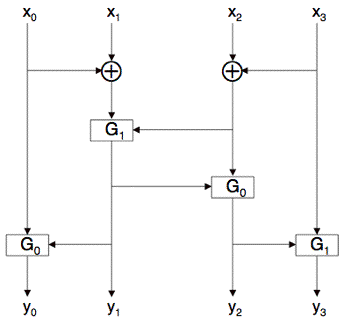 x₀ x₁ x₂ x₃
G₁
G₀
G₀ G₁
y₀ y₁ y₂ y₃